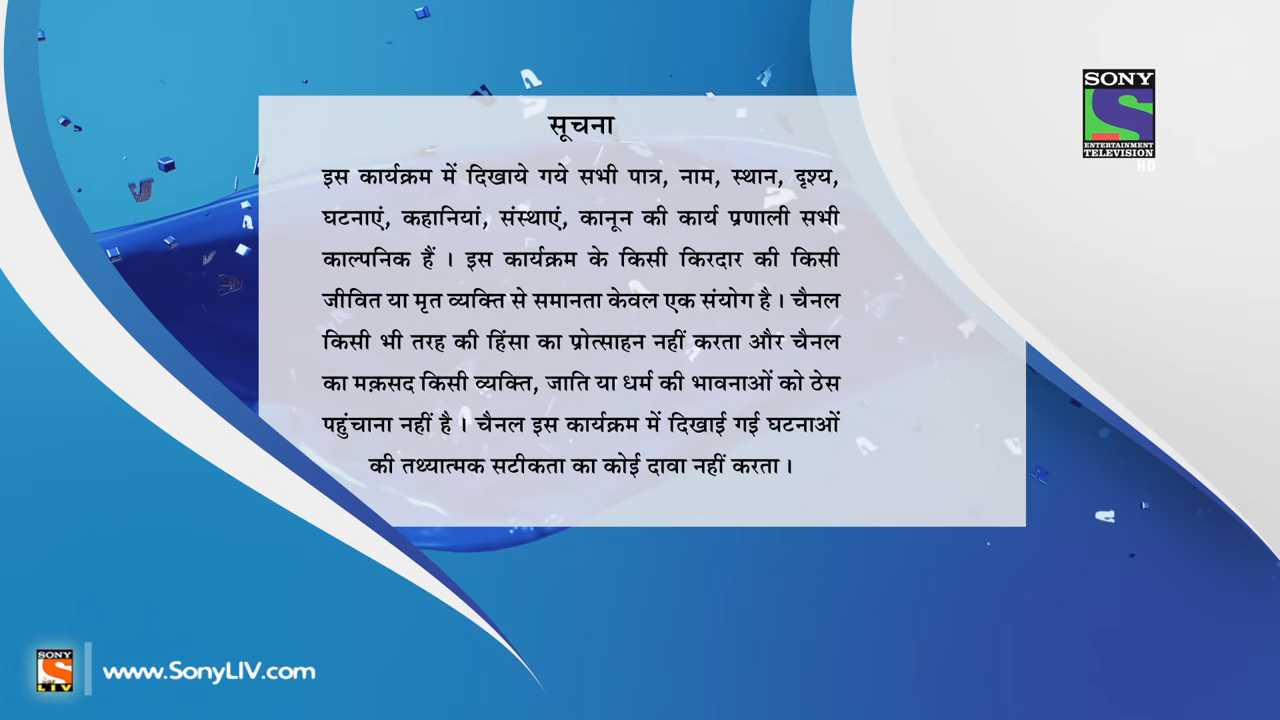 सूचना
इस कार्यक्रम में दिखाये गये सभी पात्र, नाम, स्थान, दृश्य,
घटनाएं, कहानियां, संस्थाएं, कानून की कार्य प्रणाली सभी
काल्पनिक हैं । इस कार्यक्रम के किसी किरदार की किसी
जीवित या मृत व्यक्ति से समानता केवल एक संयोग है । चैनल
किसी भी तरह की हिंसा का प्रोत्साहन नहीं करता और चैनल
का मक़सद किसी व्यक्ति, जाति या धर्म की भावनाओं को ठेस
पहुंचाना नहीं है । चैनल इस कार्यक्रम में दिखाई गई घटनाओं
की तथ्यात्मक सटीकता का कोई दावा नहीं करता ।
SONY
ENTERTAINMENT
TELEVISION
HD
SONY
LIV
www.SonyLIV.com